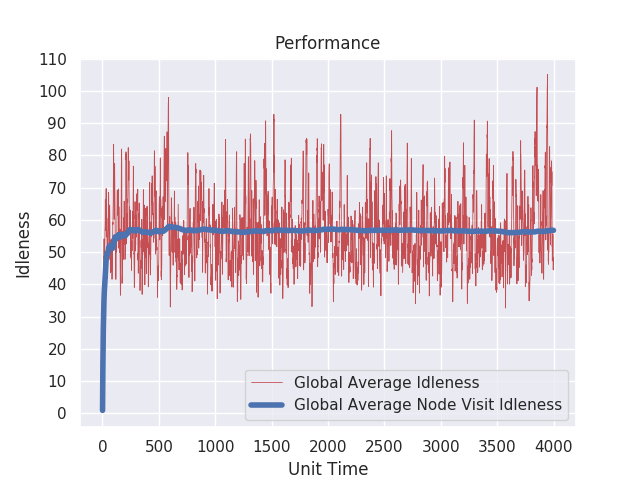 Performance
110
100
90
80
70
60
50
40
30
20
10
0
Idleness
Global Average Idleness
Global Average Node Visit Idleness
0 500 1000 1500 2000 2500 3000 3500 4000
Unit Time